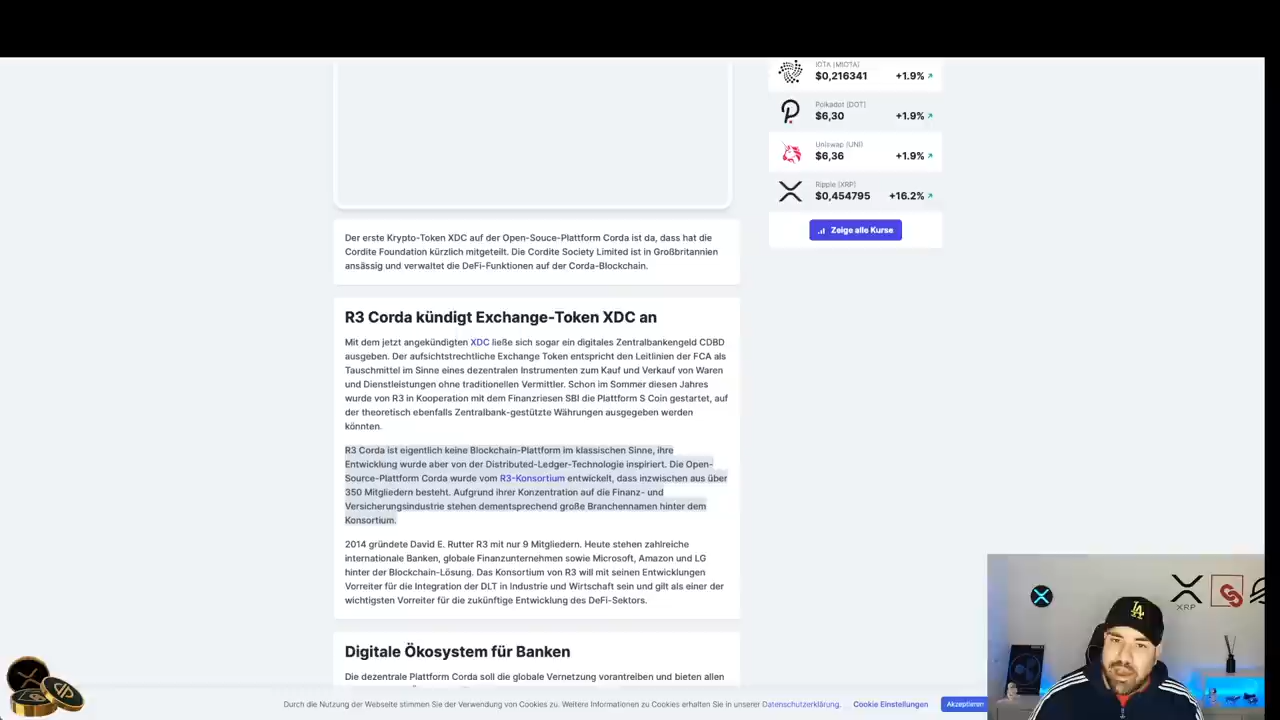 IOTA (MIOTA)
$0,216341 +1.9%
Polkadot (DOT)
$6,30 +1.9%
Uniswap (UNI)
$6,36 +1.9%
Ripple (XRP)
$0,454795 +16.2%
Zeige alle Kurse
Der erste Krypto-Token XDC auf der Open-Souce-Plattform Corda ist da, dass hat die
Cordite Foundation kürzlich mitgeteilt. Die Cordite Society Limited ist in Großbritannien
ansässig und verwaltet die DeFi-Funktionen auf der Corda-Blockchain.
R3 Corda kündigt Exchange-Token XDC an
Mit dem jetzt angekündigten XDC ließe sich sogar ein digitales Zentralbankengeld CDBD
ausgeben. Der aufsichtsrechtliche Exchange Token entspricht den Leitlinien der FCA als
Tauschmittel im Sinne eines dezentralen Instrumenten zum Kauf und Verkauf von Waren
und Dienstleistungen ohne traditionellen Vermittler. Schon im Sommer diesen Jahres
wurde von R3 in Kooperation mit dem Finanzriesen SBI die Plattform S Coin gestartet, auf
der theoretisch ebenfalls Zentralbank-gestützte Währungen ausgegeben werden
könnten.
R3 Corda ist eigentlich keine Blockchain-Plattform im klassischen Sinne, ihre
Entwicklung wurde aber von der Distributed-Ledger-Technologie inspiriert. Die Open-
Source-Plattform Corda wurde vom R3-Konsortium entwickelt, dass inzwischen aus über
350 Mitgliedern besteht. Aufgrund ihrer Konzentration auf die Finanz- und
Versicherungsindustrie stehen dementsprechend große Branchennamen hinter dem
Konsortium.
2014 gründete David E. Rutter R3 mit nur 9 Mitgliedern. Heute stehen zahlreiche
internationale Banken, globale Finanzunternehmen sowie Microsoft, Amazon und LG
hinter der Blockchain-Lösung. Das Konsortium von R3 will mit seinen Entwicklungen
Vorreiter für die Integration der DLT in Industrie und Wirtschaft sein und gilt als einer der
wichtigsten Vorreiter für die zukünftige Entwicklung des DeFi-Sektors.
Digitale Ökosystem für Banken
Die dezentrale Plattform Corda soll die globale Vernetzung vorantreiben und bieten allen
Durch die Nutzung der Webseite stimmen Sie der Verwendung von Cookies zu. Weitere Informationen zu Cookies erhalten Sie in unserer Datenschutzerklärung. Cookie Einstellungen Akzeptieren
XRP
LA